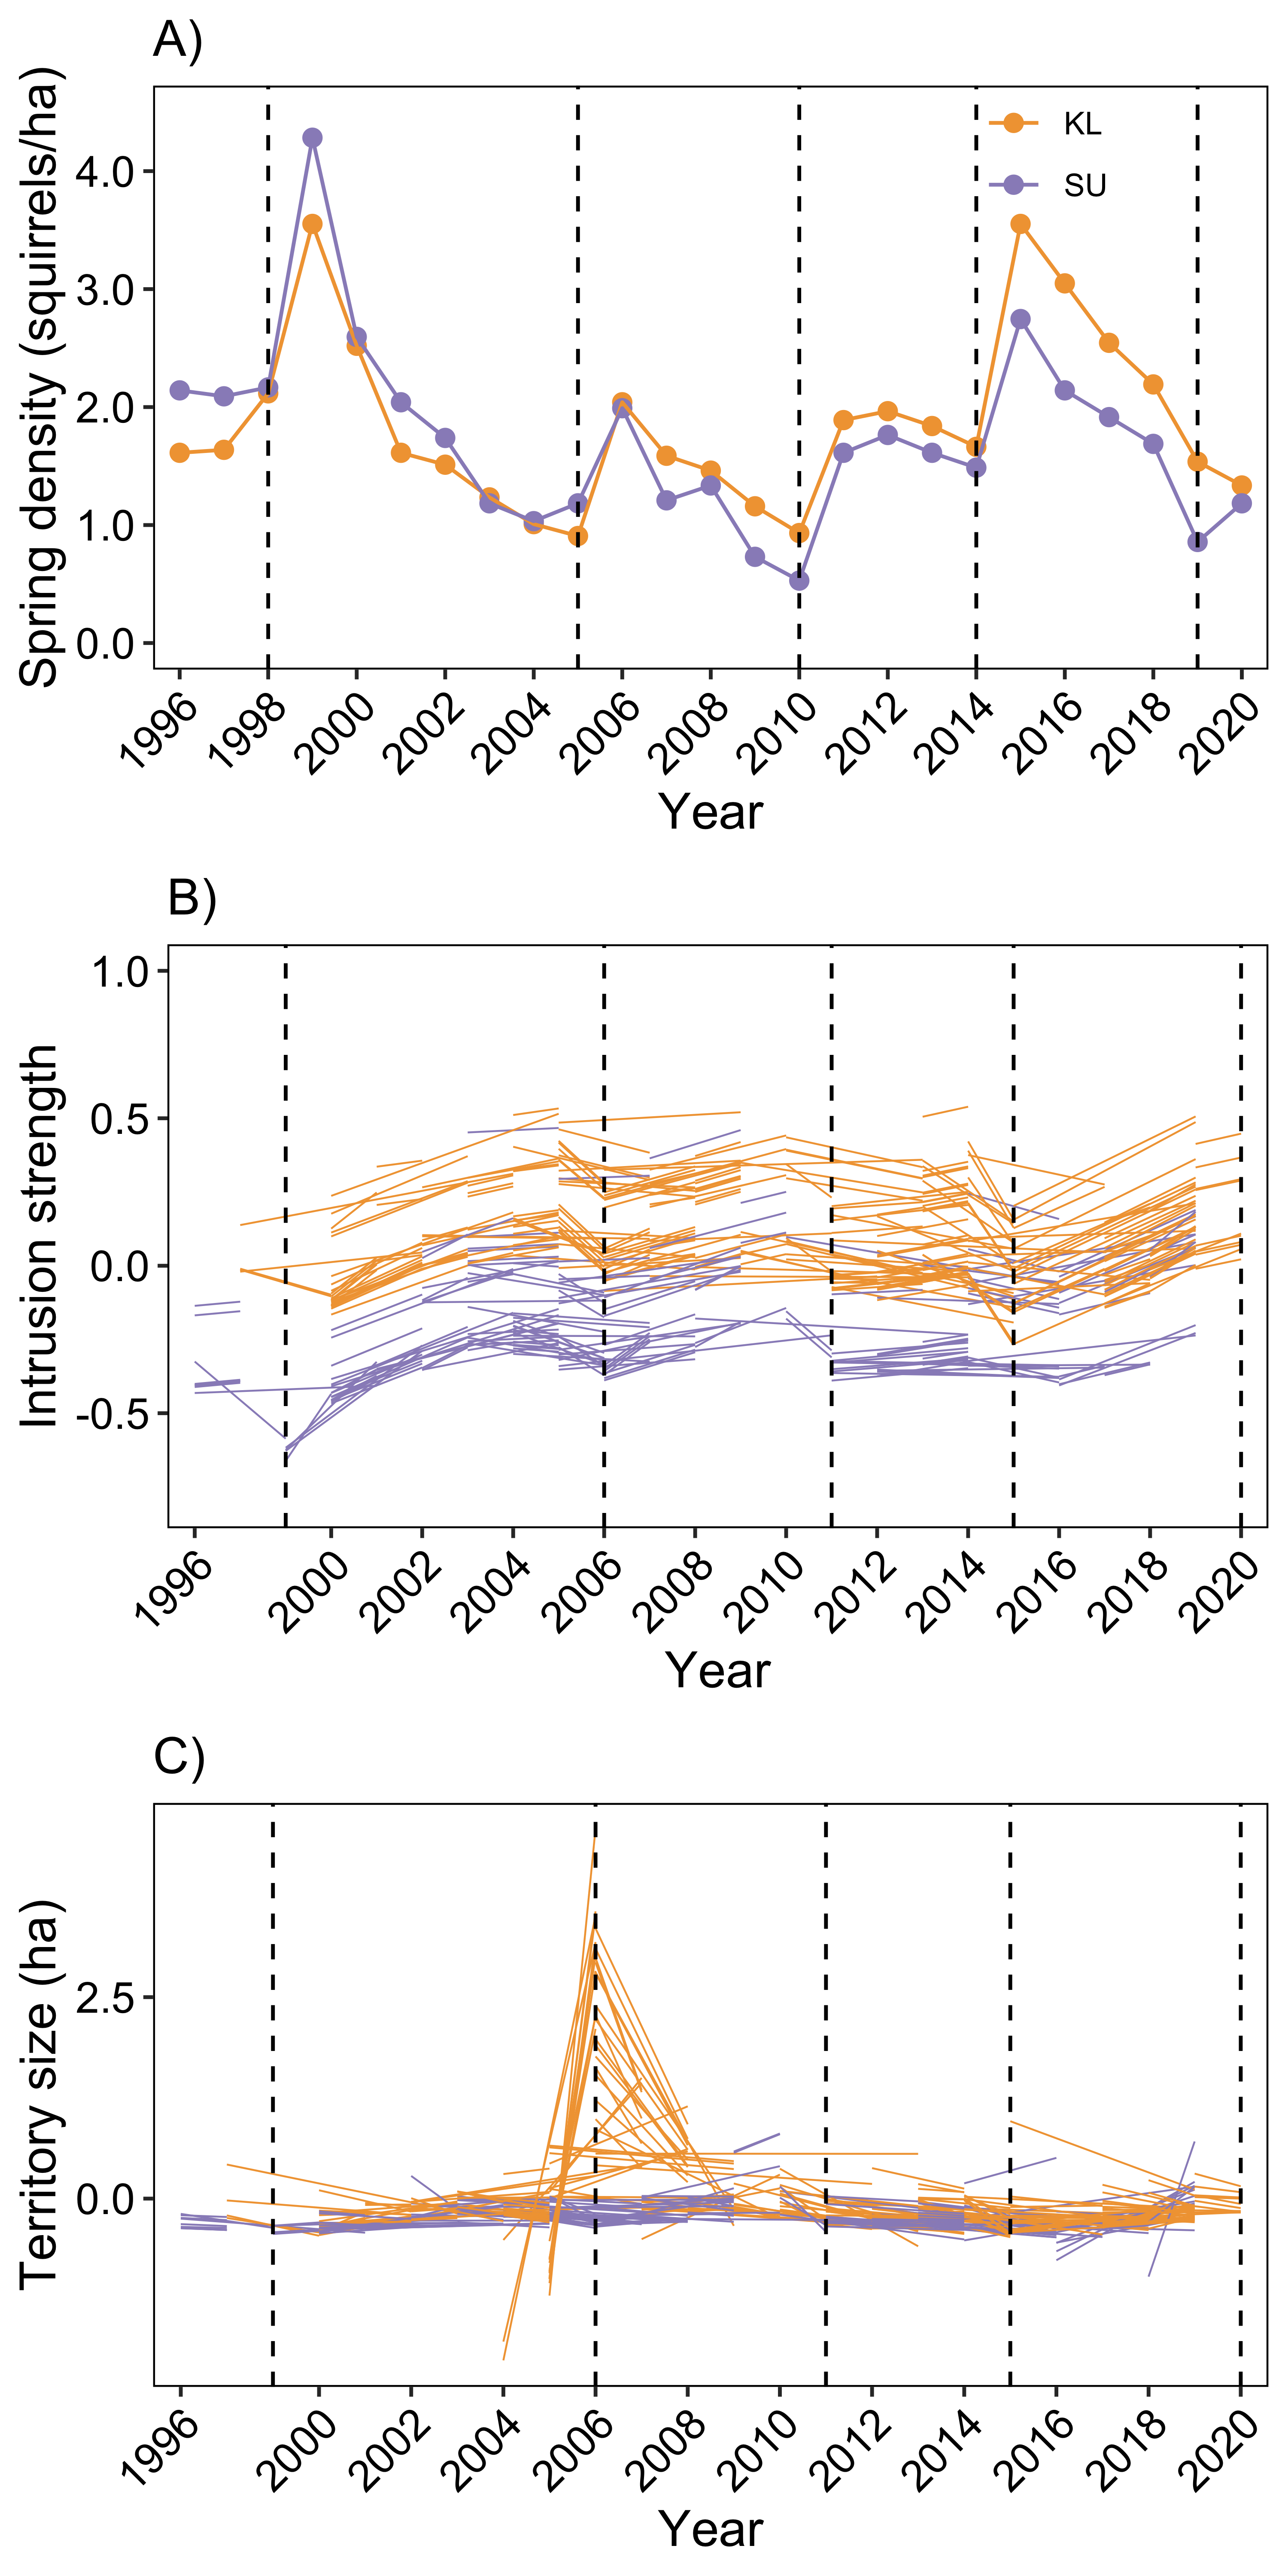 A)
Spring density (squirrels/ha)
4.0
3.0
2.0
1.0
0.0
KL
SU
1996 1998 2000 2002 2004 2006 2008 2010 2012 2014 2016 2018 2020
Year
B)
Intrusion strength
1.0
0.5
0.0
-0.5
1996 2000 2002 2004 2006 2008 2010 2012 2014 2016 2018 2020
Year
C)
Territory size (ha)
2.5
0.0
1996 2000 2002 2004 2006 2008 2010 2012 2014 2016 2018 2020
Year